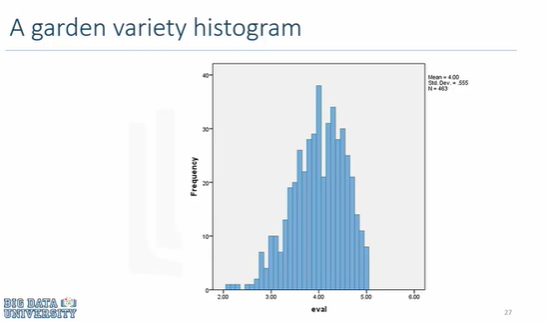 A garden variety histogram
Mean = 4.00
Std. Dev. = .555
N = 463
40
30
20
10
0
Frequency
2.00 3.00 4.00 5.00 6.00
eval
BIG DATA
UNIVERSITY
27